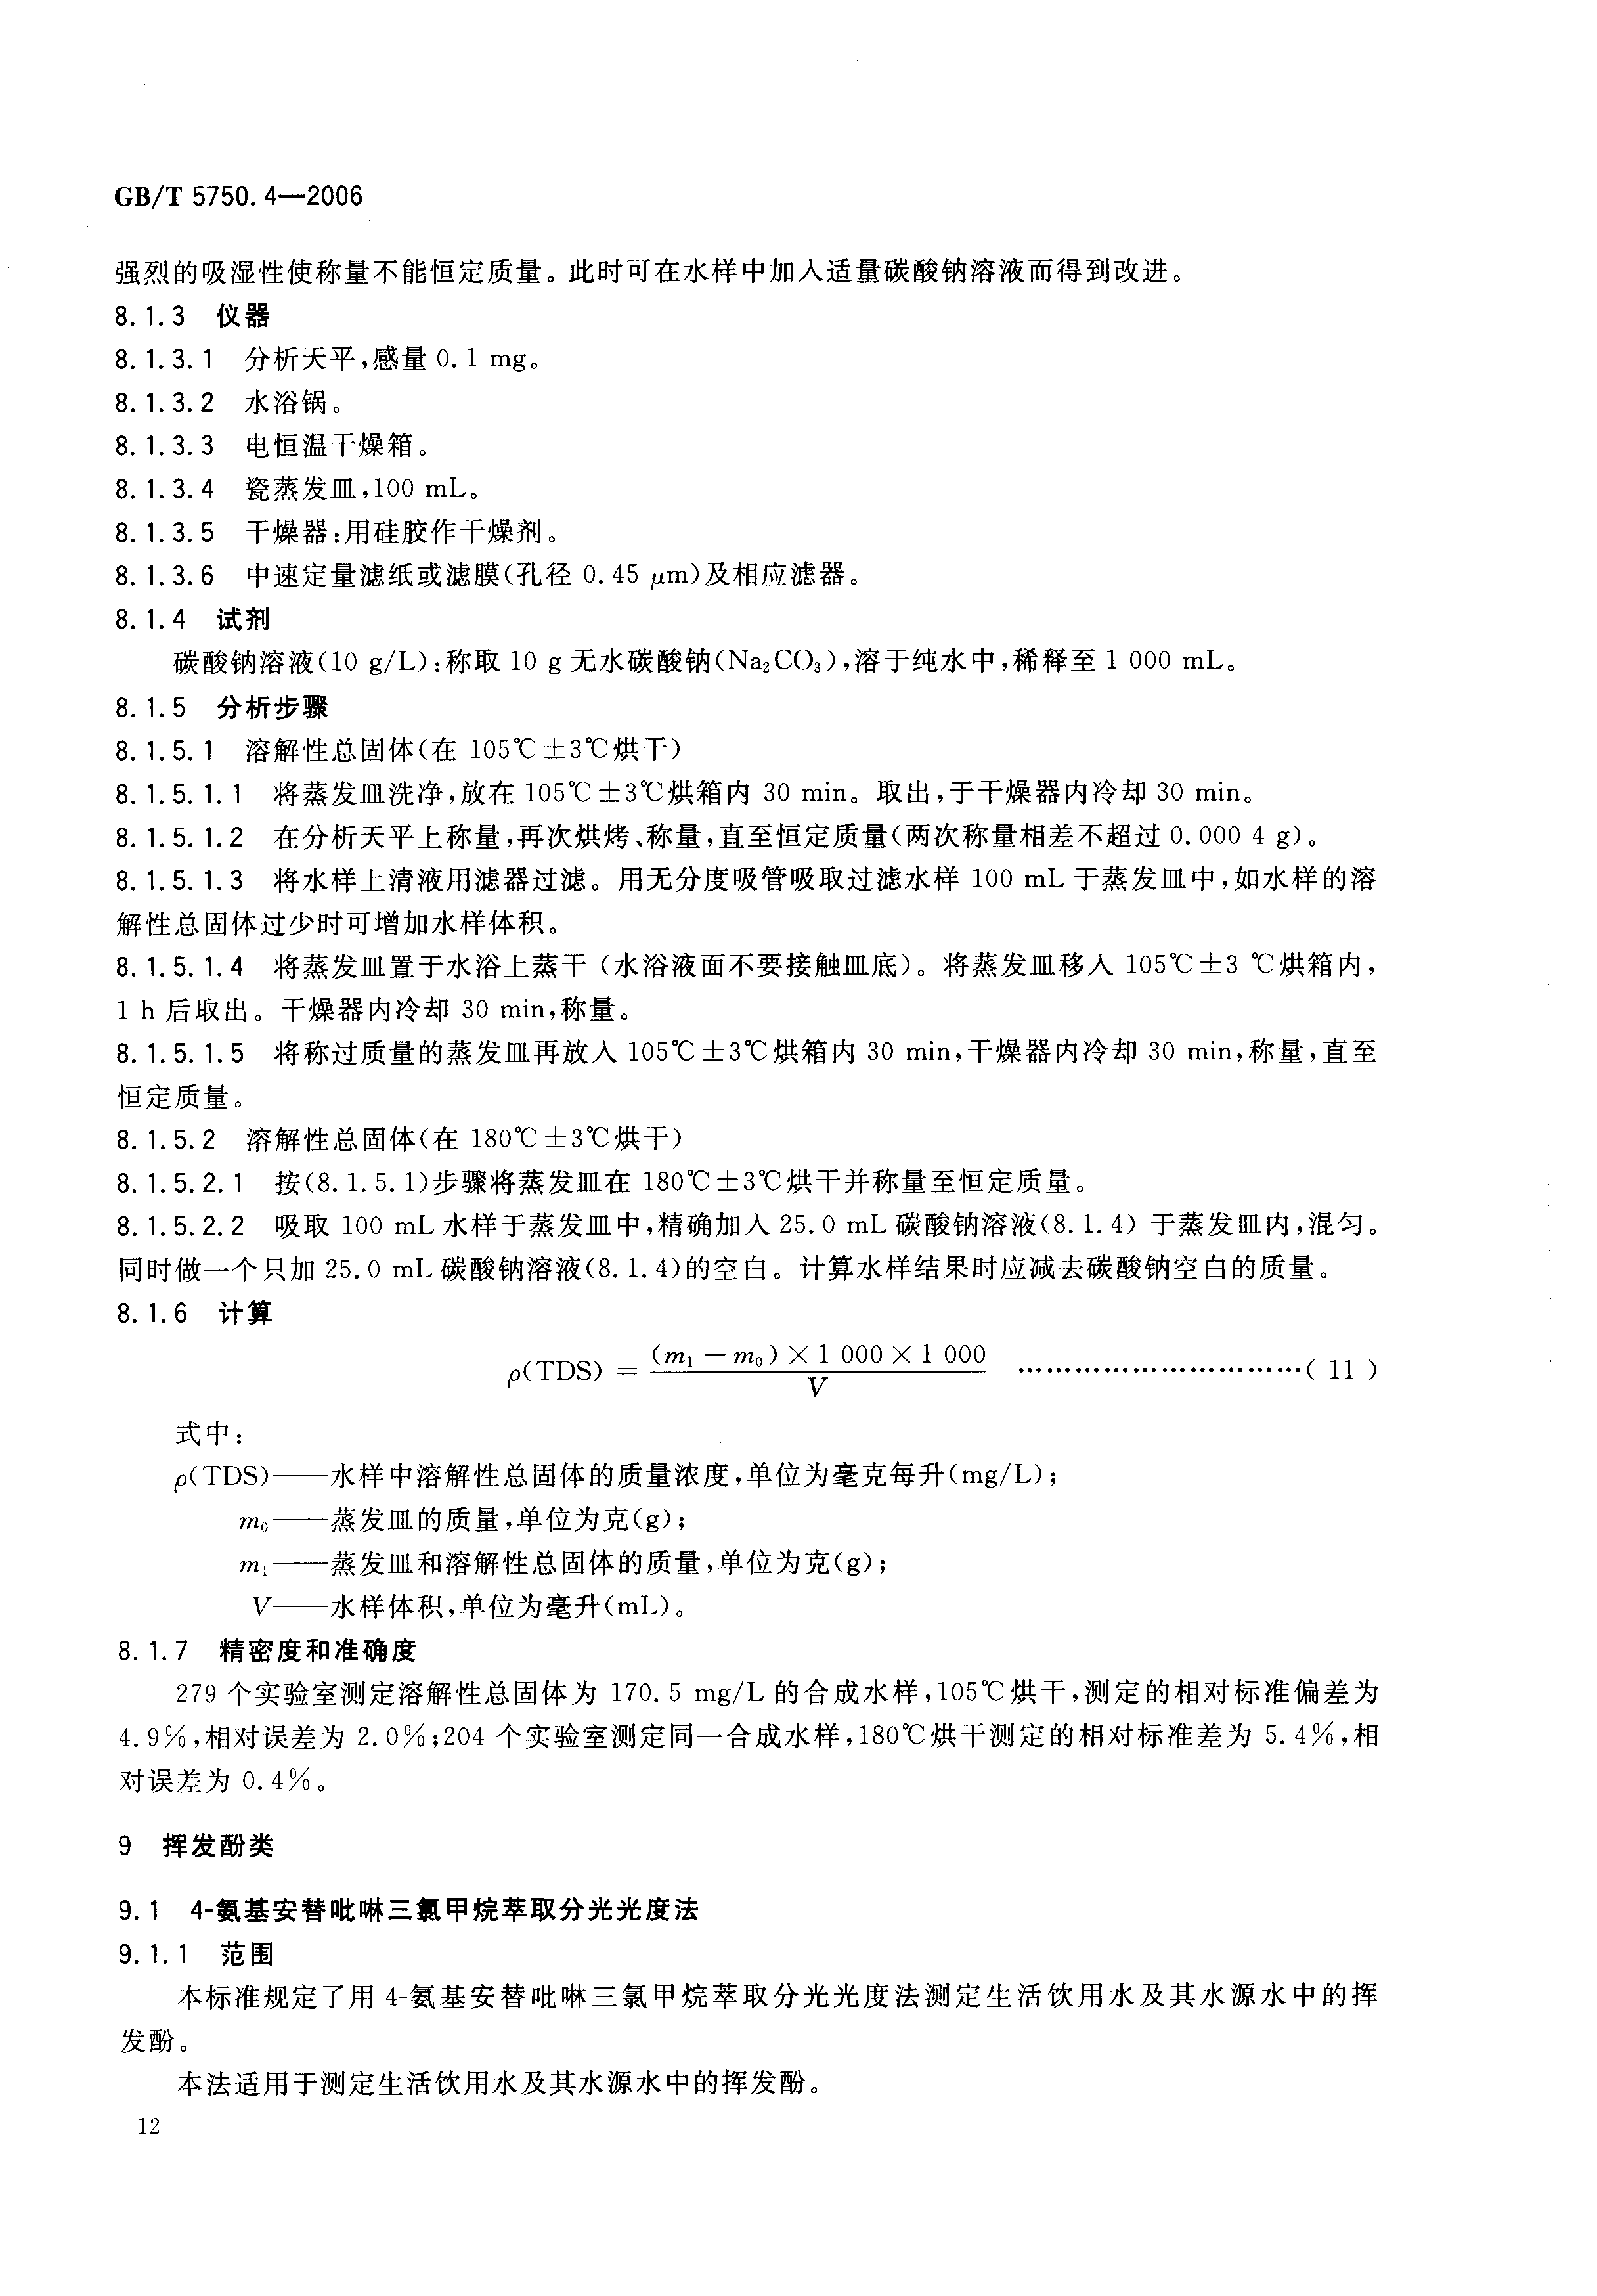 GB/T 5750.4—2006
强烈的吸湿性使称量不能恒定质量。此时可在水样中加入适量碳酸钠溶液而得到改进。
8.1.3 仪器
8.1.3.1 分析天平,感量 0.1 mg。
8.1.3.2 水浴锅。
8.1.3.3 电恒温干燥箱。
8.1.3.4 瓷蒸发皿,100 mL。
8.1.3.5 干燥器:用硅胶作干燥剂。
8.1.3.6 中速定量滤纸或滤膜(孔径 0.45 μm)及相应滤器。
8.1.4 试剂
碳酸钠溶液(10 g/L):称取 10 g 无水碳酸钠(Na₂CO₃),溶于纯水中,稀释至 1 000 mL。
8.1.5 分析步骤
8.1.5.1 溶解性总固体(在 105℃±3℃烘干)
8.1.5.1.1 将蒸发皿洗净,放在 105℃±3℃烘箱内 30 min。取出,于干燥器内冷却 30 min。
8.1.5.1.2 在分析天平上称量,再次烘烤、称量,直至恒定质量(两次称量相差不超过 0.000 4 g)。
8.1.5.1.3 将水样上清液用滤器过滤。用无分度吸管吸取过滤水样 100 mL 于蒸发皿中,如水样的溶
解性总固体过少时可增加水样体积。
8.1.5.1.4 将蒸发皿置于水浴上蒸干(水浴液面不要接触皿底)。将蒸发皿移入 105℃±3 ℃烘箱内,
1 h 后取出。干燥器内冷却 30 min,称量。
8.1.5.1.5 将称过质量的蒸发皿再放入 105℃±3℃烘箱内 30 min,干燥器内冷却 30 min,称量,直至
恒定质量。
8.1.5.2 溶解性总固体(在 180℃±3℃烘干)
8.1.5.2.1 按(8.1.5.1)步骤将蒸发皿在 180℃±3℃烘干并称量至恒定质量。
8.1.5.2.2 吸取 100 mL 水样于蒸发皿中,精确加入 25.0 mL 碳酸钠溶液(8.1.4) 于蒸发皿内,混匀。
同时做一个只加 25.0 mL 碳酸钠溶液(8.1.4)的空白。计算水样结果时应减去碳酸钠空白的质量。
8.1.6 计算
ρ(TDS) = (m₁ − m₀) × 1 000 × 1 000 / V ……………………………( 11 )
式中:
ρ(TDS)——水样中溶解性总固体的质量浓度,单位为毫克每升(mg/L);
m₀——蒸发皿的质量,单位为克(g);
m₁——蒸发皿和溶解性总固体的质量,单位为克(g);
V——水样体积,单位为毫升(mL)。
8.1.7 精密度和准确度
279 个实验室测定溶解性总固体为 170.5 mg/L 的合成水样,105℃烘干,测定的相对标准偏差为
4.9%,相对误差为 2.0%;204 个实验室测定同一合成水样,180℃烘干测定的相对标准差为 5.4%,相
对误差为 0.4%。
9 挥发酚类
9.1 4-氨基安替吡啉三氯甲烷萃取分光光度法
9.1.1 范围
本标准规定了用 4-氨基安替吡啉三氯甲烷萃取分光光度法测定生活饮用水及其水源水中的挥
发酚。
本法适用于测定生活饮用水及其水源水中的挥发酚。
12